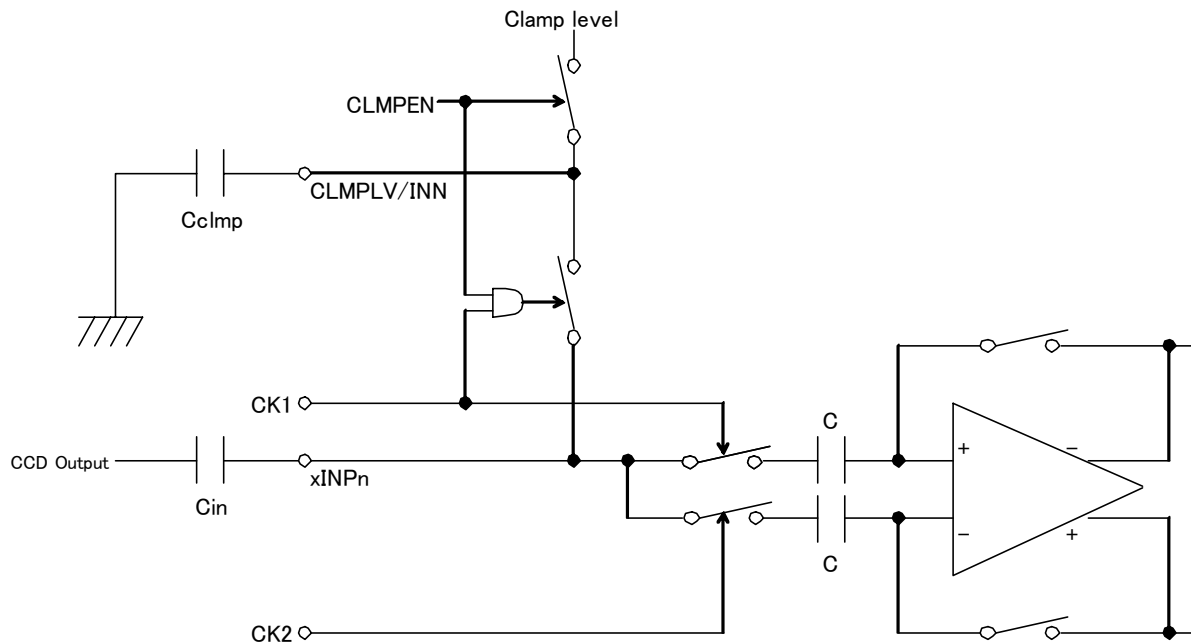 Clamp level
CLMPEN
CLMPLV/INN
Cclmp
CK1
C
CCD Output
xINPn
Cin
+
−
−
+
C
CK2